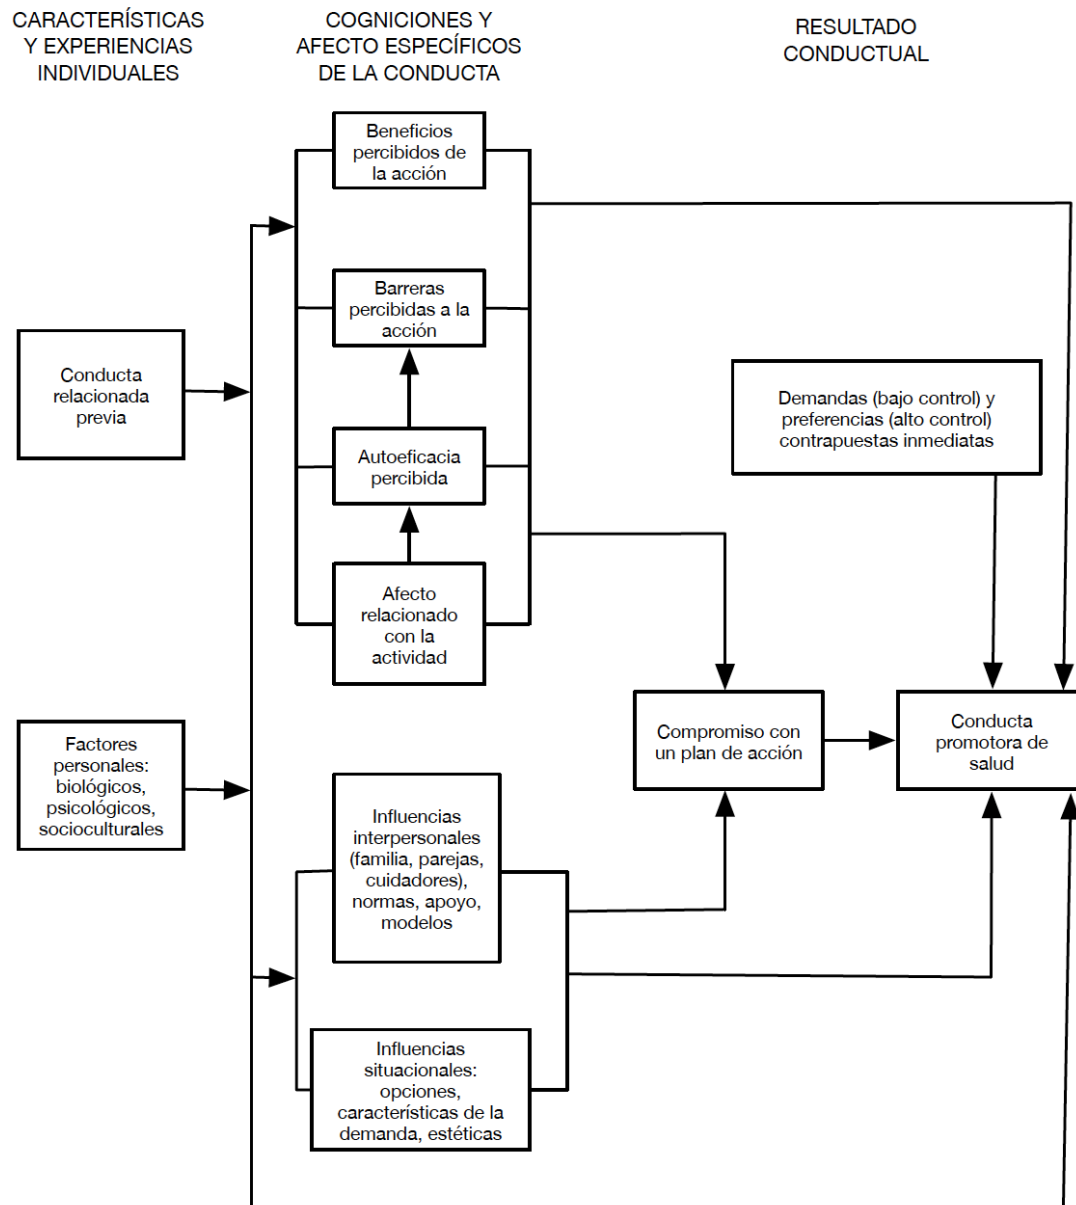 CARACTERÍSTICAS
Y EXPERIENCIAS
INDIVIDUALES
COGNICIONES Y
AFECTO ESPECÍFICOS
DE LA CONDUCTA
RESULTADO
CONDUCTUAL
Beneficios
percibidos de
la acción
Barreras
percibidas a la
acción
Conducta
relacionada
previa
Autoeficacia
percibida
Demandas (bajo control) y
preferencias (alto control)
contrapuestas inmediatas
Afecto
relacionado
con la
actividad
Factores
personales:
biológicos,
psicológicos,
socioculturales
Compromiso con
un plan de acción
Conducta
promotora de
salud
Influencias
interpersonales
(familia, parejas,
cuidadores),
normas, apoyo,
modelos
Influencias
situacionales:
opciones,
características de la
demanda, estéticas